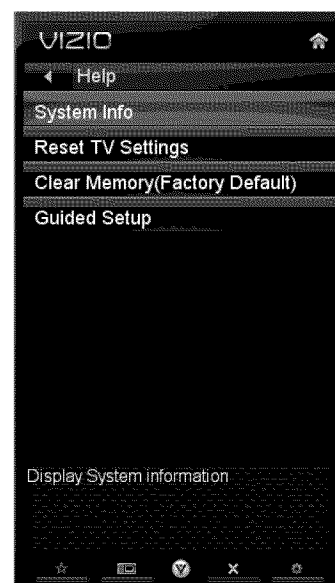 VIZIO
Help
System Info
Reset TV Settings
Clear Memory(Factory Default)
Guided Setup
Display System information